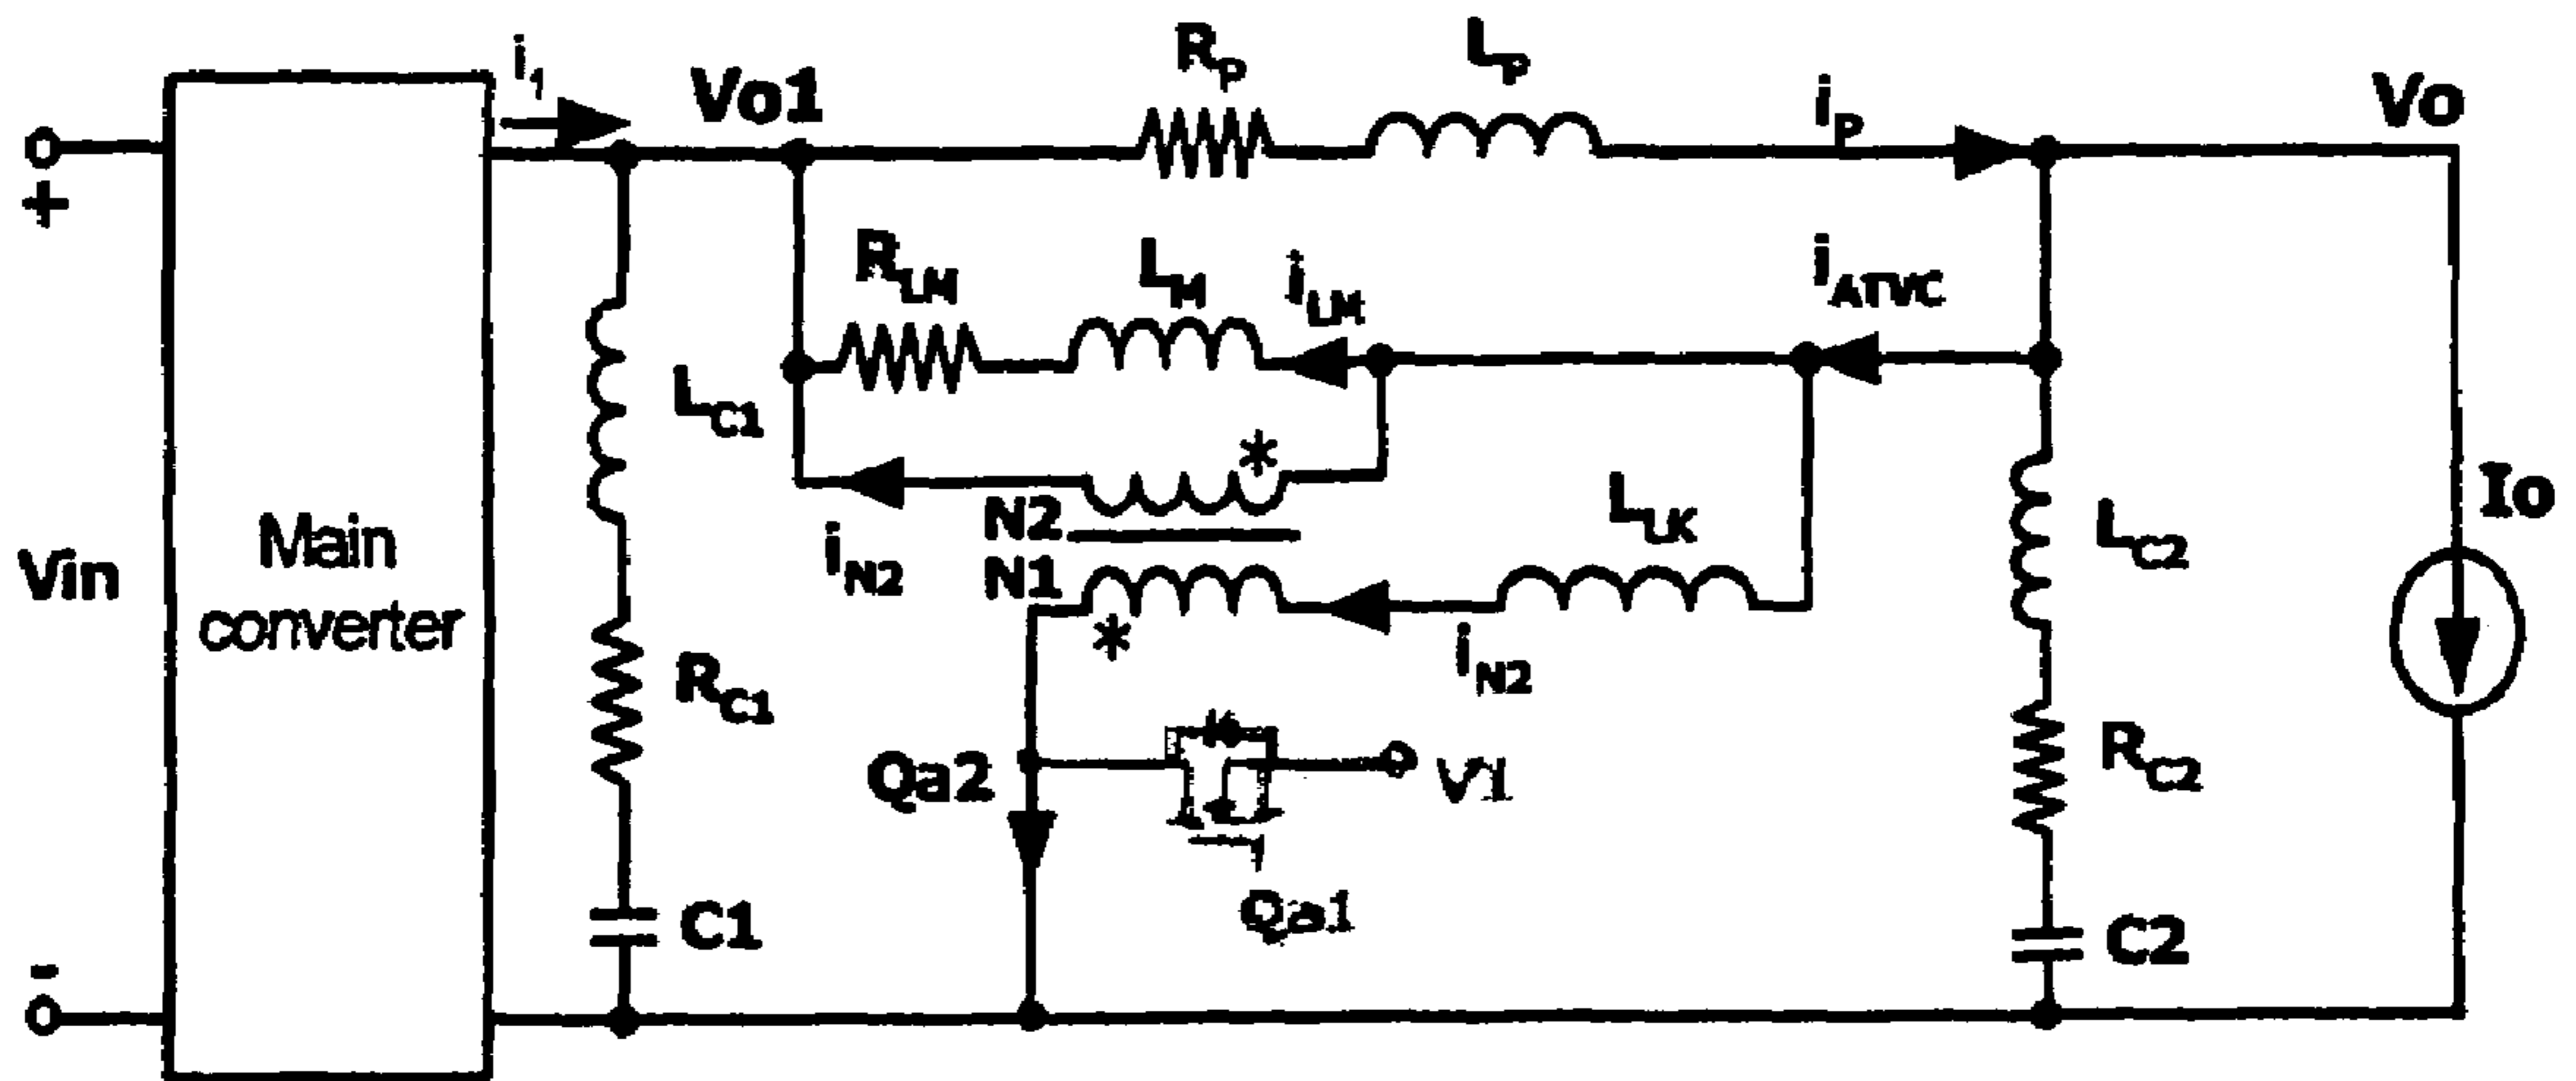 i1
Vo1
RP
LP
iP
Vo
+
RLM
LM
iLM
iATVC
LC1
*
N2
iN2
LLK
LC2
Io
Vin
Main
converter
N1
*
iN2
RC1
Qa2
V1
RC2
Qa1
C1
C2
-